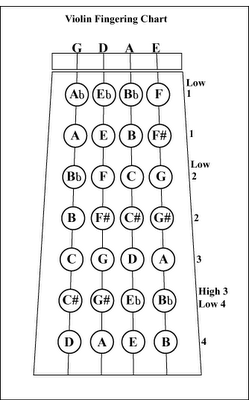 Violin Fingering Chart
G D A E
Ab Eb Bb F Low 1
A E B F# 1
Bb F C G Low 2
B F# C# G# 2
C G D A 3
C# G# Eb Bb High 3 Low 4
D A E B 4